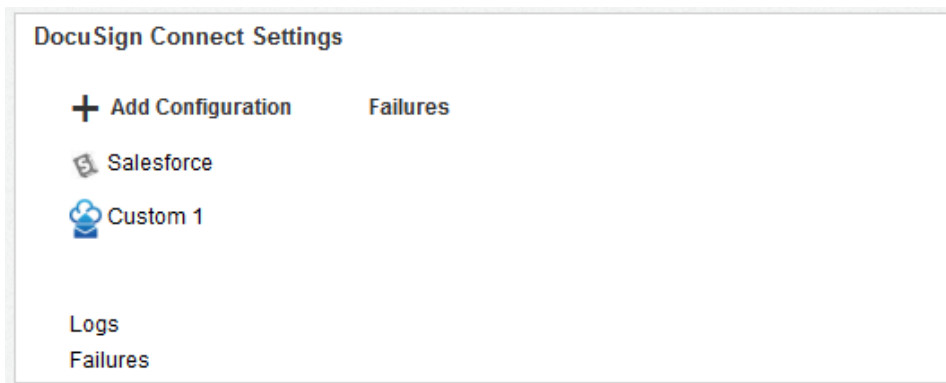 DocuSign Connect Settings
Add Configuration Failures
Salesforce
Custom 1
Logs
Failures